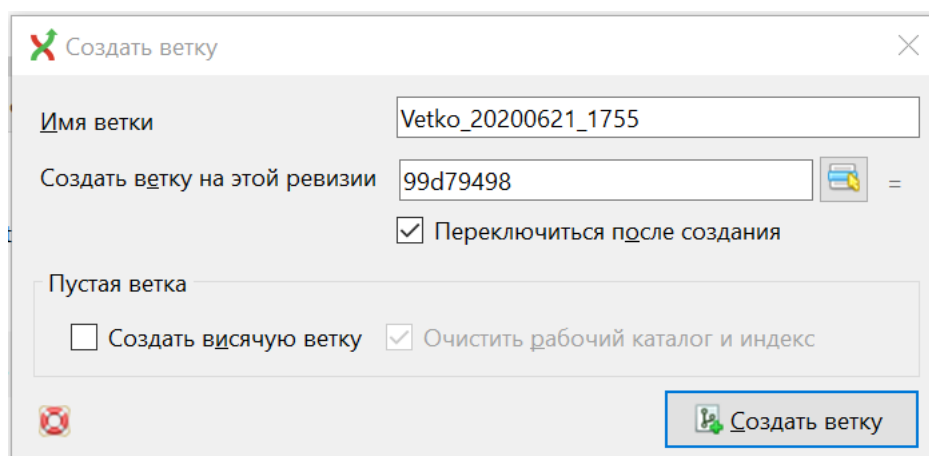 Создать ветку
Имя ветки
Vetko_20200621_1755
Создать ветку на этой ревизии
99d79498
=
Переключиться после создания
Пустая ветка
Создать висячую ветку
Очистить рабочий каталог и индекс
Создать ветку